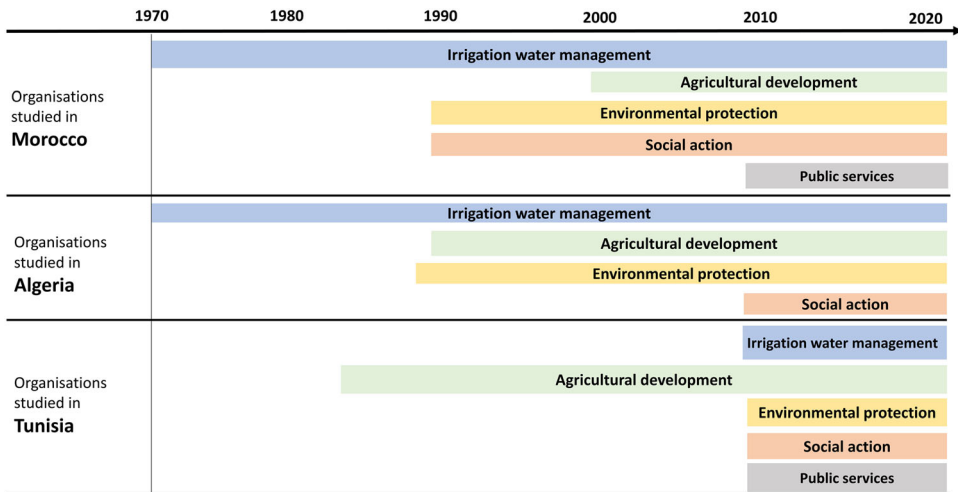 1970 1980 1990 2000 2010 2020
Irrigation water management
Agricultural development
Organisations
studied in
Morocco
Environmental protection
Social action
Public services
Irrigation water management
Organisations
studied in
Algeria
Agricultural development
Environmental protection
Social action
Irrigation water management
Agricultural development
Organisations
studied in
Tunisia
Environmental protection
Social action
Public services